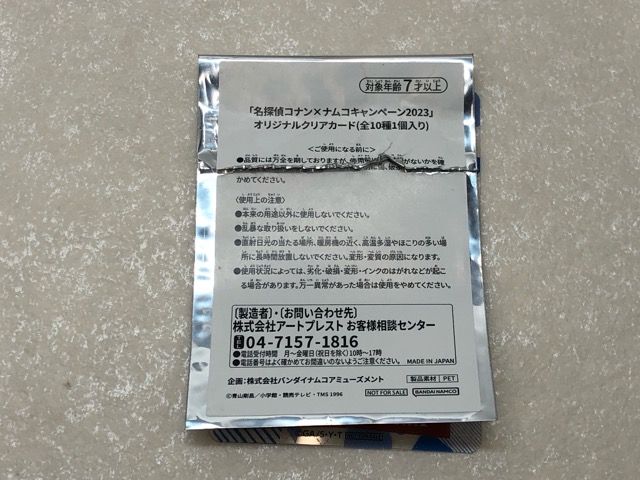 対象年齢7才以上
「名探偵コナン×ナムコキャンペーン2023」
オリジナルクリアカード(全10種1個入り)
＜ご使用になる前に＞
●品質には万全を期しておりますが、使用前に
がないかを確
かめてください。
〈使用上の注意〉
●本来の用途以外に使用しないでください。
●乱暴な取り扱いをしないでください。
●直射日光の当たる場所、暖房機の近く、高温多湿やほこりの多い場
所に長時間放置しないでください。変形・変質の原因になります。
●使用状況によっては、劣化・破損・変形・インクのはがれなどが起こ
る場合があります。万一異常があった場合は使用をやめてください。
〔製造者〕・〔お問い合わせ先〕
株式会社アートプレスト お客様相談センター
04-7157-1816
●電話受付時間 月〜金曜日(祝日を除く)10時〜17時
●電話番号はよく確かめてお間違いのないようご注意ください。
MADE IN JAPAN
企画：株式会社バンダイナムコアミューズメント
製品素材 PET
©青山剛昌／小学館・読売テレビ・TMS 1996
NOT FOR SALE
BANDAI NAMCO
GA/S・Y・T